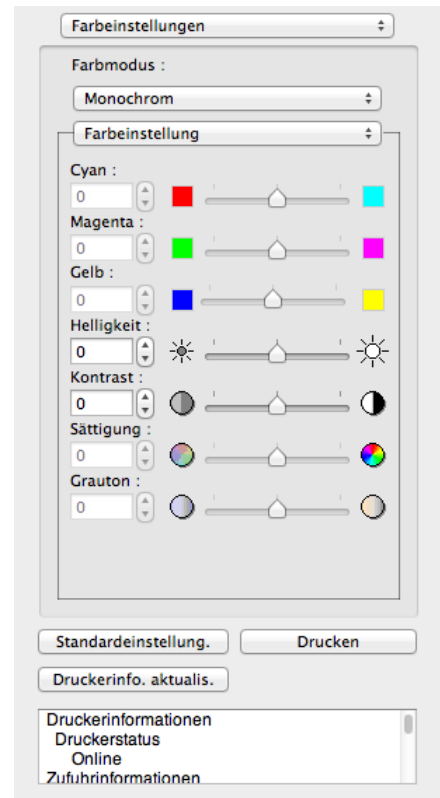 Farbeinstellungen
Farbmodus :
Monochrom
Farbeinstellung
Cyan :
0
Magenta :
0
Gelb :
0
Helligkeit :
0
Kontrast :
0
Sättigung :
0
Grauton :
0
Standardeinstellung. Drucken
Druckerinfo. aktualis.
Druckerinformationen
Druckerstatus
Online
Zufuhrinformationen